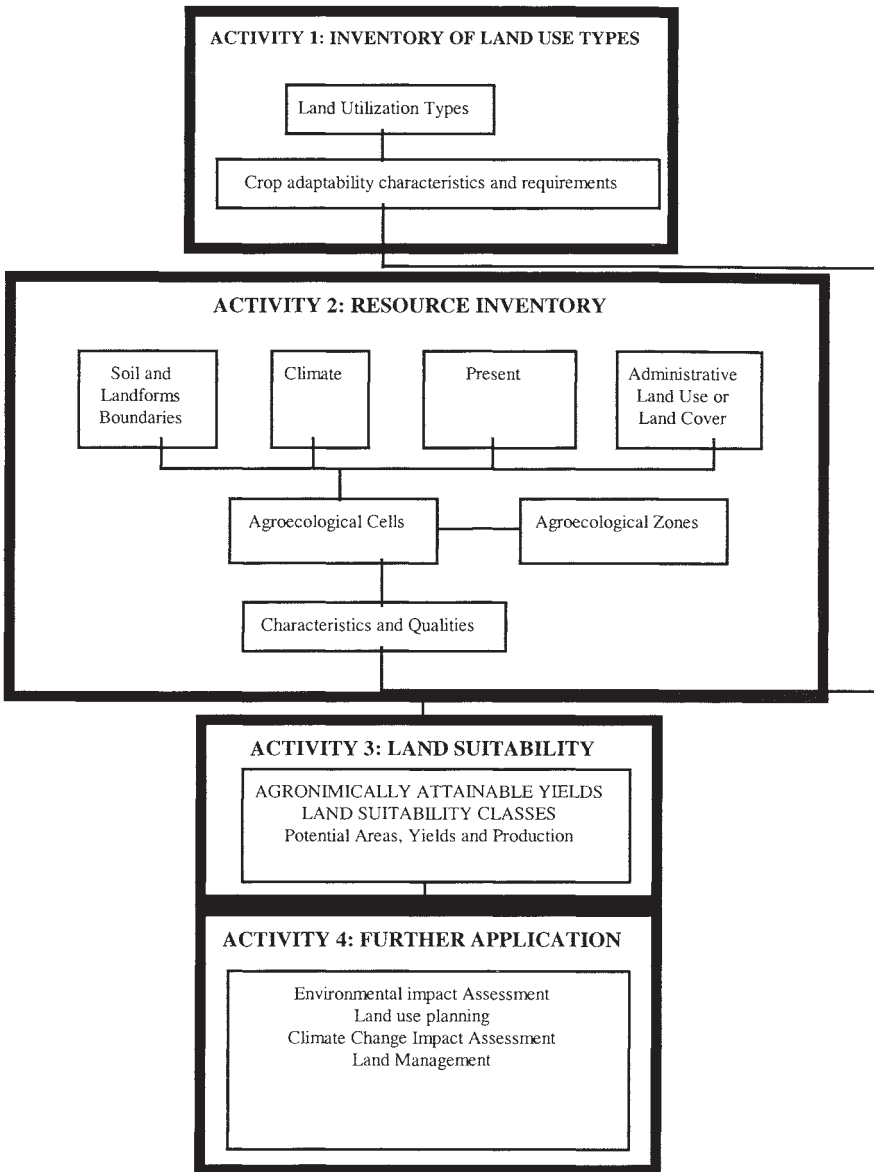 ACTIVITY 1: INVENTORY OF LAND USE TYPES
Land Utilization Types
Crop adaptability characteristics and requirements
ACTIVITY 2: RESOURCE INVENTORY
Soil and
Landforms
Boundaries
Climate
Present
Administrative
Land Use or
Land Cover
Agroecological Cells
Agroecological Zones
Characteristics and Qualities
ACTIVITY 3: LAND SUITABILITY
AGRONIMICALLY ATTAINABLE YIELDS
LAND SUITABILITY CLASSES
Potential Areas, Yields and Production
ACTIVITY 4: FURTHER APPLICATION
Environmental impact Assessment
Land use planning
Climate Change Impact Assessment
Land Management